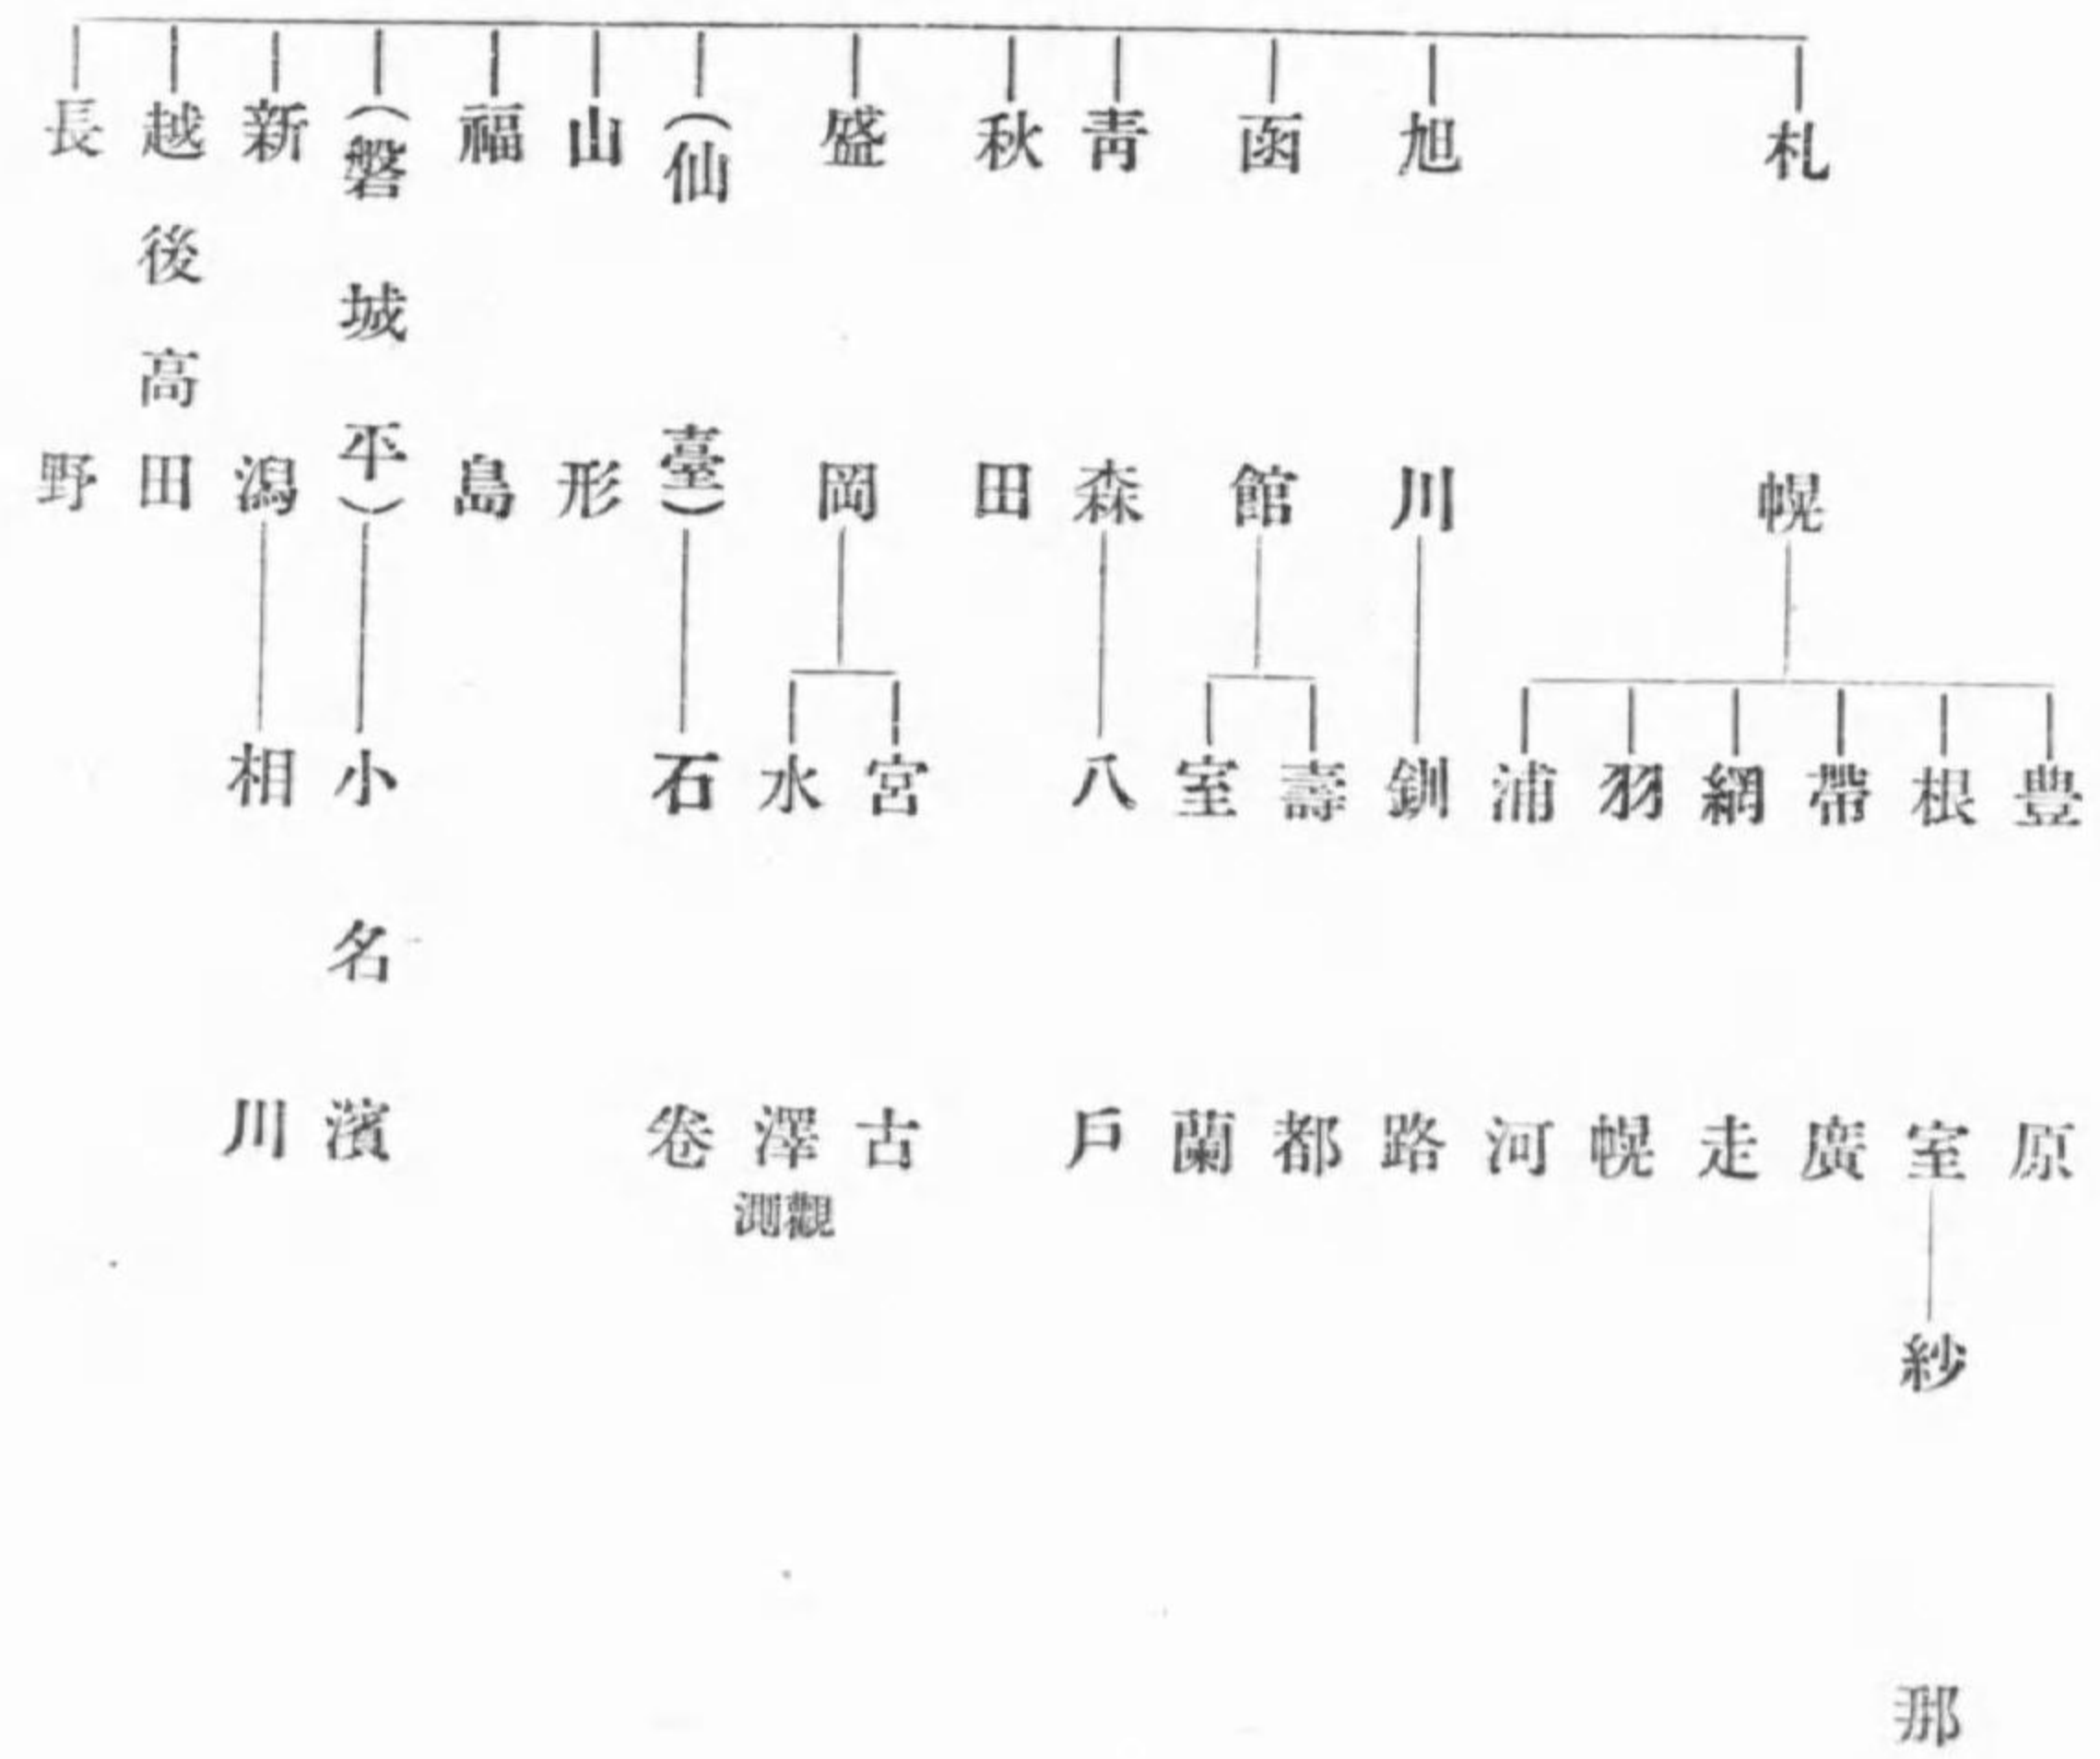 札幌
豊原
根室
紗那
帶廣
網走
羽幌
浦河
旭川
釧路
函館
壽都
室蘭
青森
八戶
秋田
盛岡
宮古
水澤
觀測
(仙臺)
石卷
山形
福島
(磐城平)
小名濱
新潟
相川
越後高田
長野